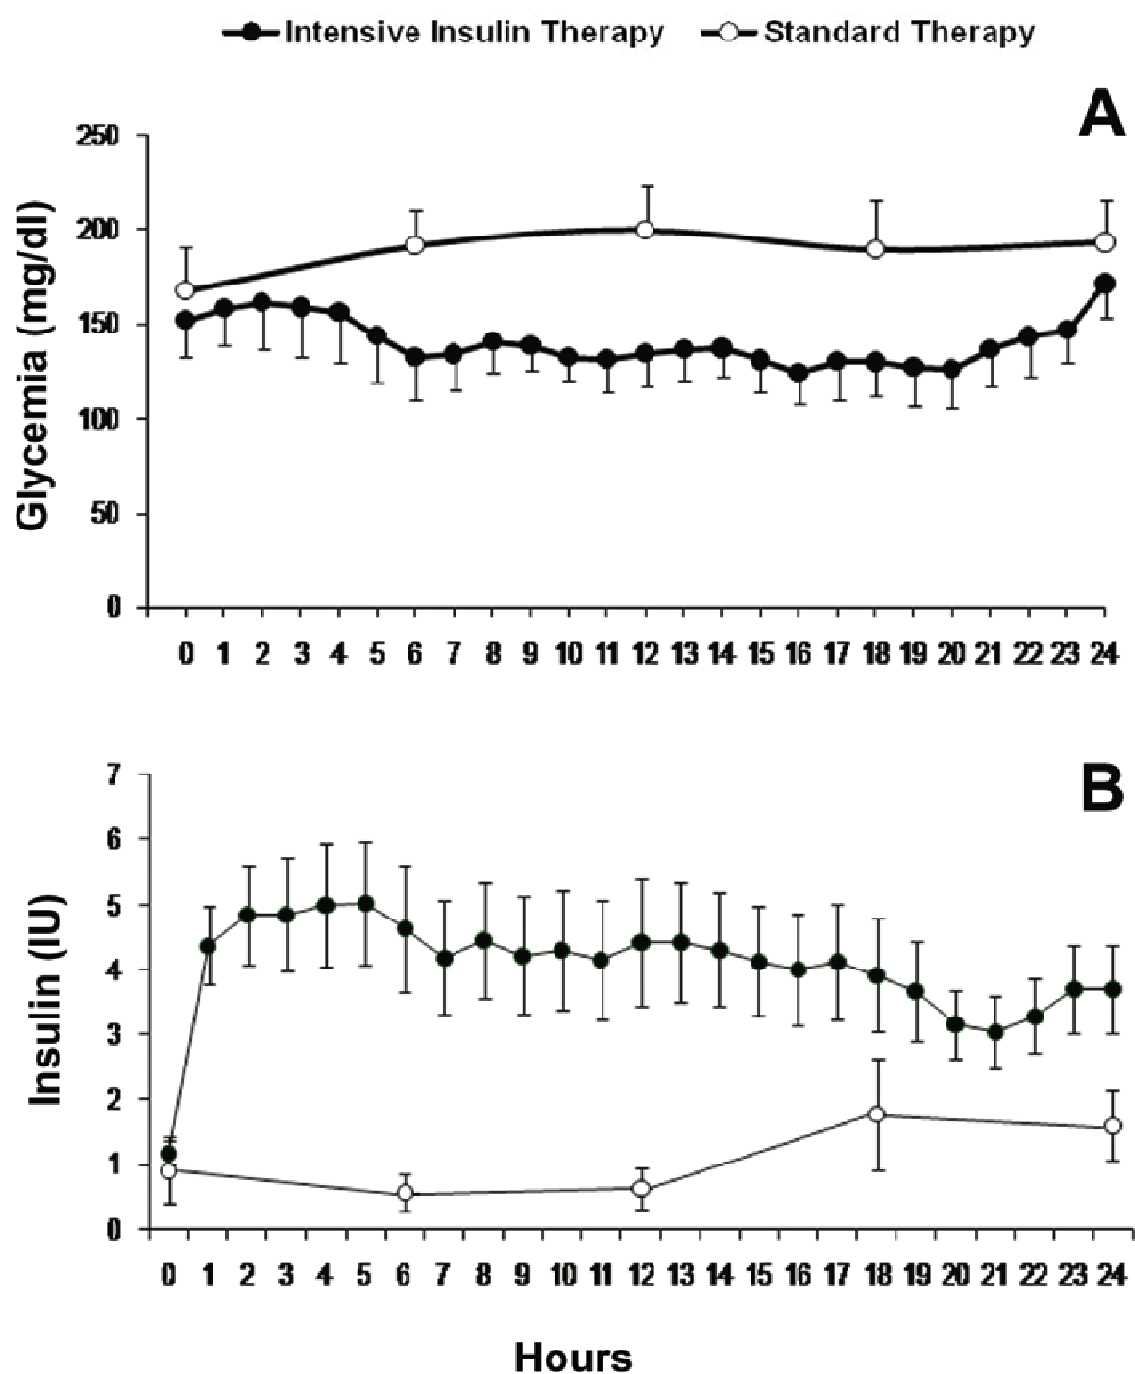 Intensive Insulin Therapy Standard Therapy
A
250
200
150
100
50
0
Glycemia (mg/dl)
0 1 2 3 4 5 6 7 8 9 10 11 12 13 14 15 16 17 18 19 20 21 22 23 24
B
7
6
5
4
3
2
1
0
Insulin (IU)
0 1 2 3 4 5 6 7 8 9 10 11 12 13 14 15 16 17 18 19 20 21 22 23 24
Hours